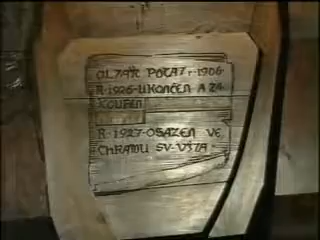 OLTÁŘ POČAT r·1906
R·1926·UKONČEN A ZA
KOUPEN
R·1927·OSAZEN VE
CHRÁMU SV·VÍTA·